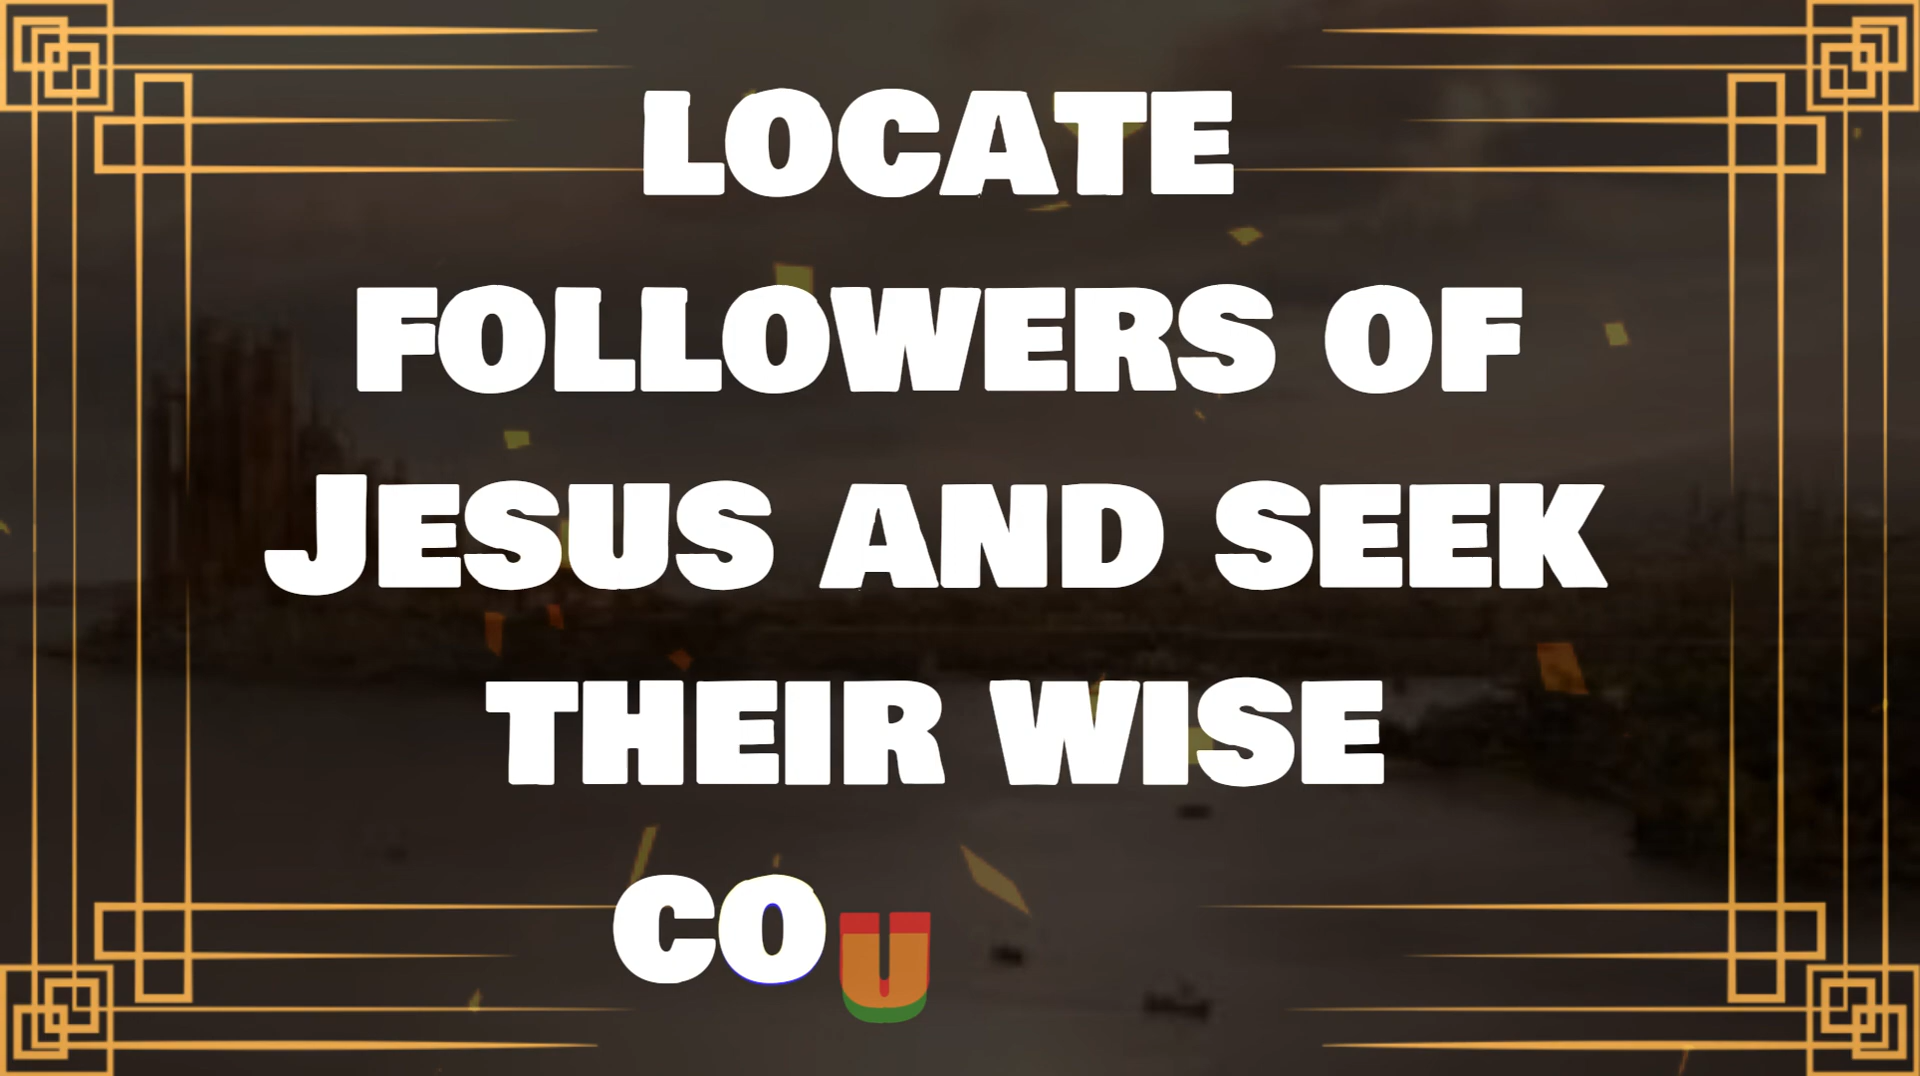 LOCATE
FOLLOWERS OF
JESUS AND SEEK
THEIR WISE
COU